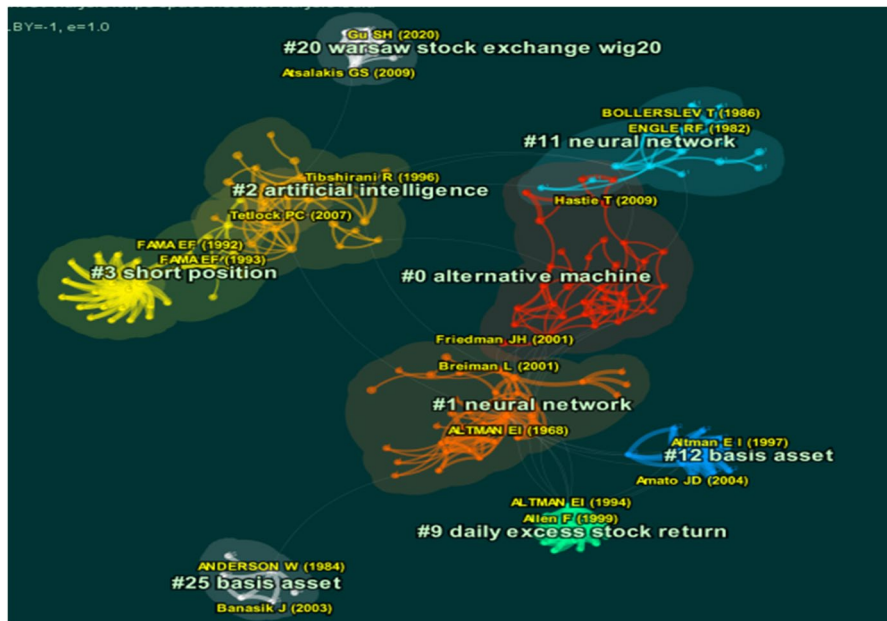 LBY=-1, e=1.0
Gu SH (2020)
#20 warsaw stock exchange wig20
Atsalakis GS (2009)
BOLLERSLEV T (1986)
ENGLE RF (1982)
#11 neural network
Tibshirani R (1996)
#2 artificial intelligence
Hastie T (2009)
Tetlock PC (2007)
FAMA EF (1992)
FAMA EF (1993)
#3 short position
#0 alternative machine
Friedman JH (2001)
Breiman L (2001)
#1 neural network
ALTMAN EI (1968)
Altman E I (1997)
#12 basis asset
Amato JD (2004)
ALTMAN EI (1994)
Allen F (1999)
#9 daily excess stock return
ANDERSON W (1984)
#25 basis asset
Banasik J (2003)